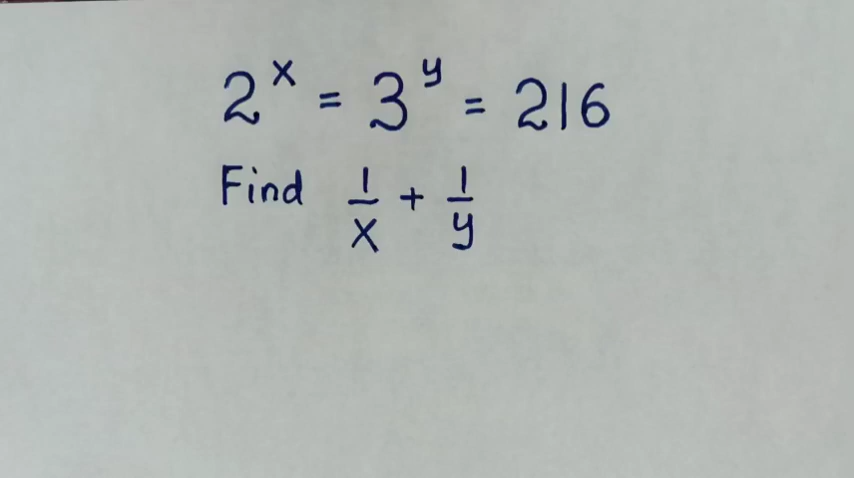 2^x = 3^y = 216
Find 1/x + 1/y